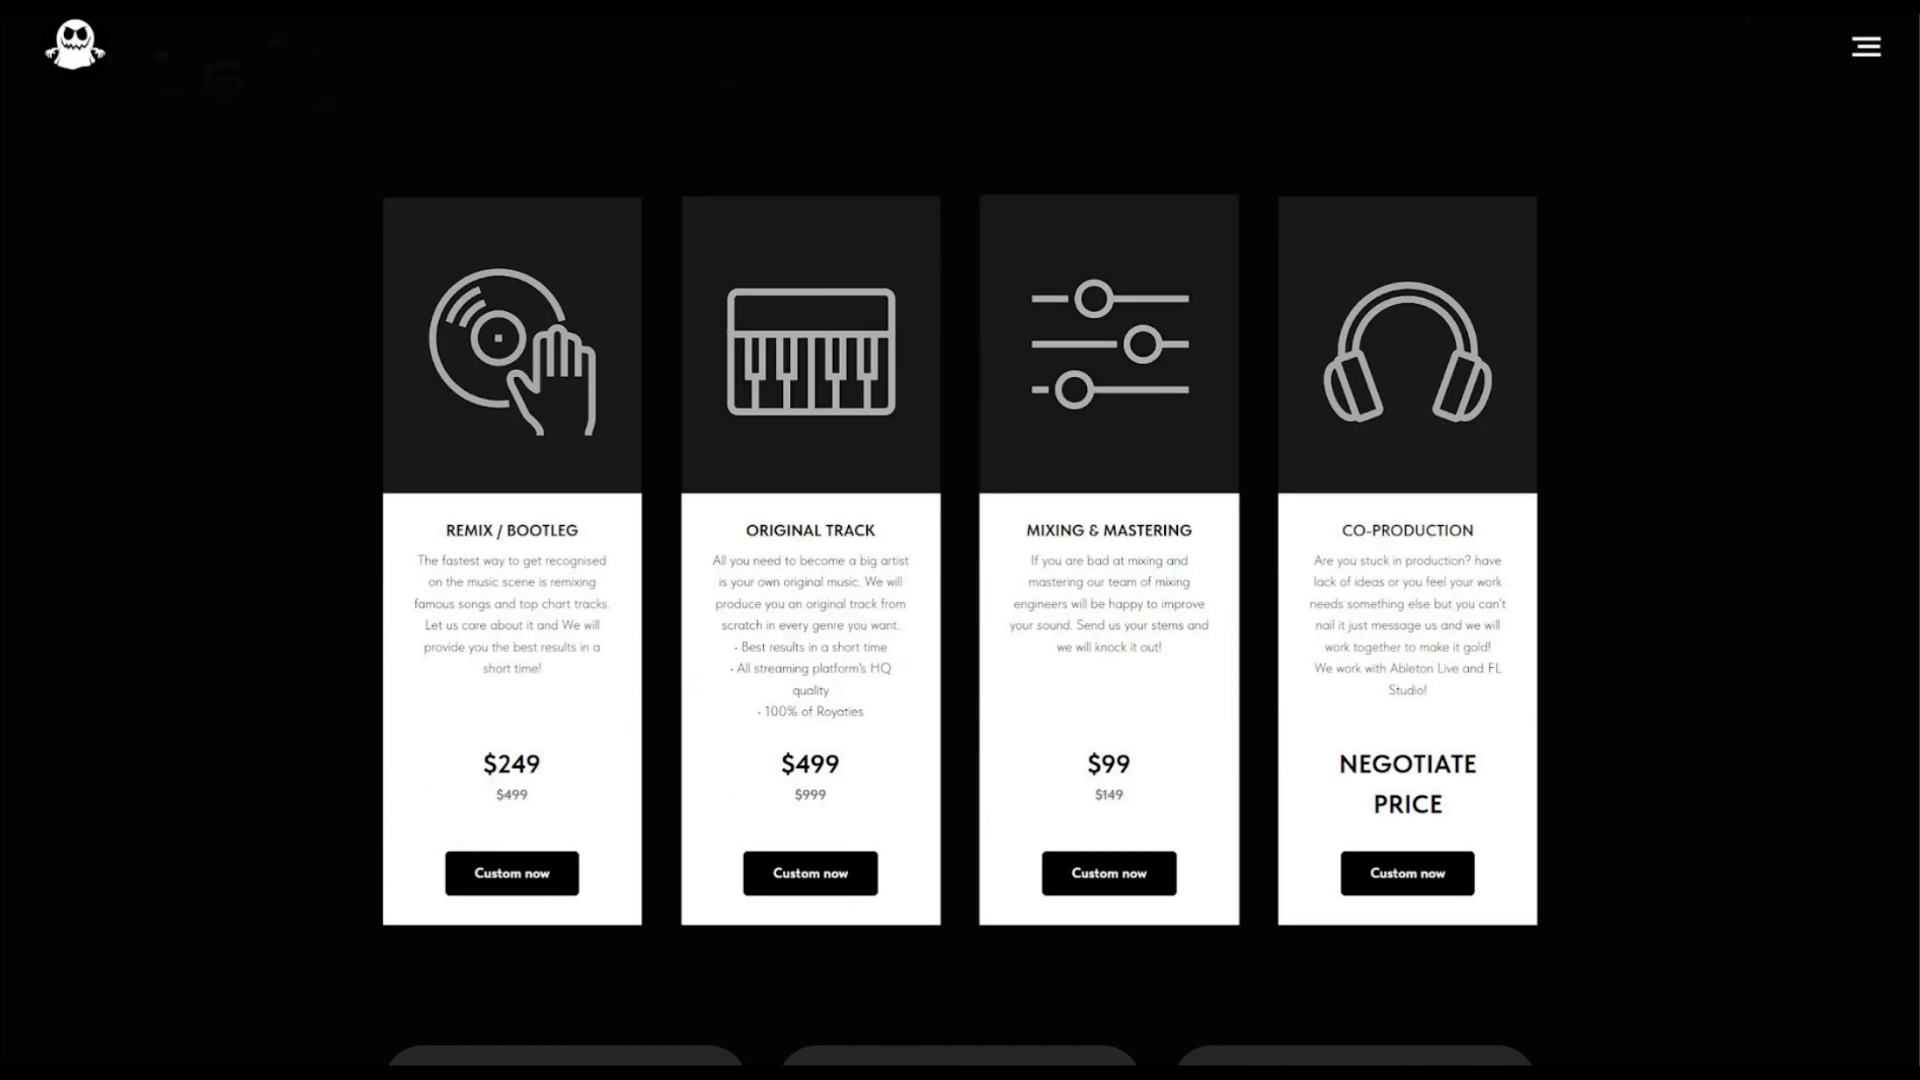 REMIX / BOOTLEG
The fastest way to get recognised
on the music scene is remixing
famous songs and top chart tracks.
Let us care about it and We will
provide you the best results in a
short time!
$249
$499
Custom now
ORIGINAL TRACK
All you need to become a big artist
is your own original music. We will
produce you an original track from
scratch in every genre you want.
• Best results in a short time
• All streaming platform's HQ
quality
• 100% of Royaties
$499
$999
Custom now
MIXING & MASTERING
If you are bad at mixing and
mastering our team of mixing
engineers will be happy to improve
your sound. Send us your stems and
we will knock it out!
$99
$149
Custom now
CO-PRODUCTION
Are you stuck in production? have
lack of ideas or you feel your work
needs something else but you can't
nail it just message us and we will
work together to make it gold!
We work with Ableton Live and FL
Studio!
NEGOTIATE
PRICE
Custom now